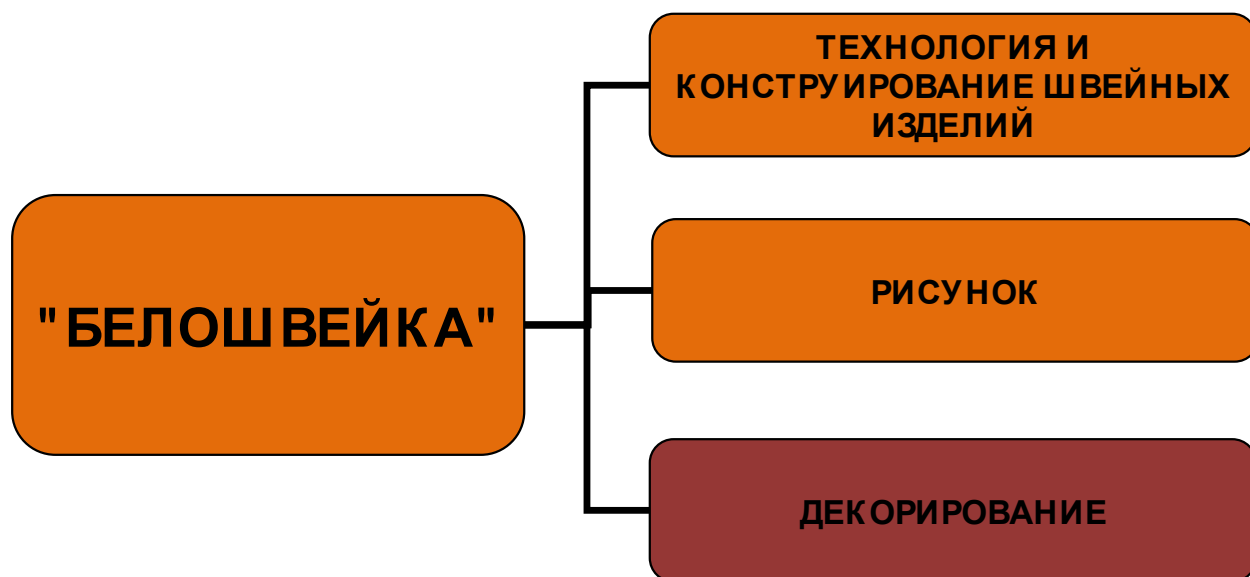 ТЕХНОЛОГИЯ И
КОНСТРУИРОВАНИЕ ШВЕЙНЫХ
ИЗДЕЛИЙ
"БЕЛОШВЕЙКА"
РИСУНОК
ДЕКОРИРОВАНИЕ